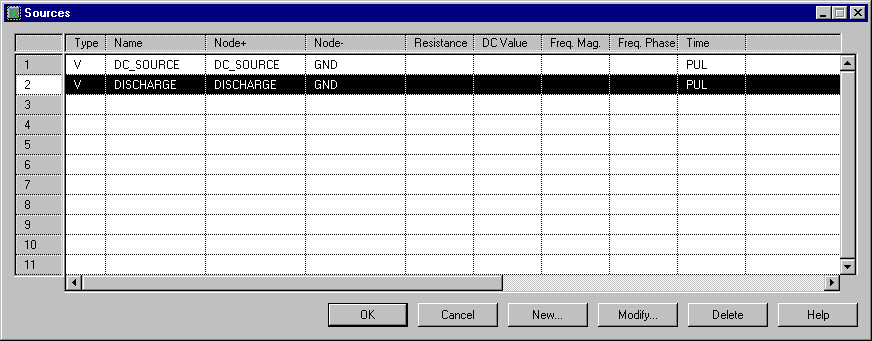 Sources
Type Name Node+ Node- Resistance DC Value Freq. Mag. Freq. Phase Time
1 V DC_SOURCE DC_SOURCE GND PUL
2 V DISCHARGE DISCHARGE GND PUL
3
4
5
6
7
8
9
10
11
OK Cancel New... Modify... Delete Help